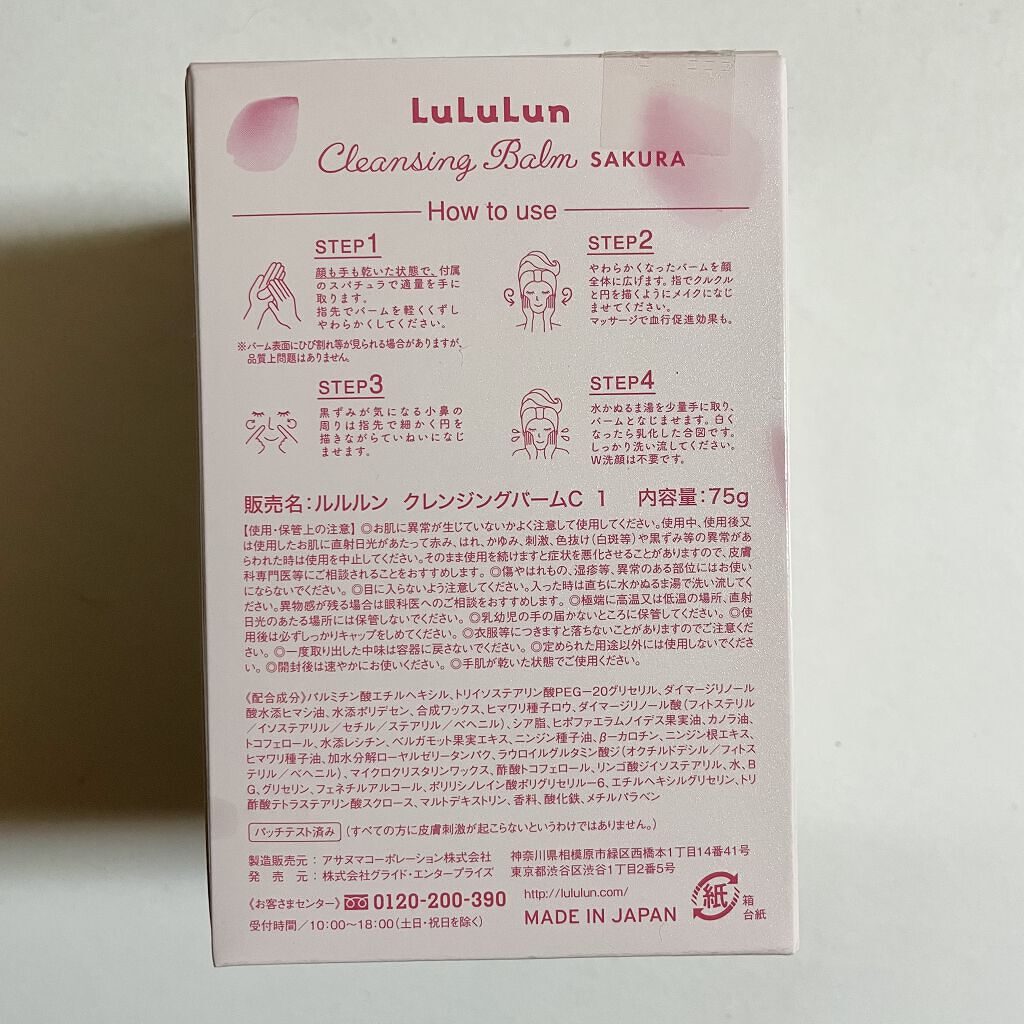 LuLuLun
Cleansing Balm SAKURA
How to use
STEP1
顔も手も乾いた状態で、付属
のスパチュラで適量を手に
取ります。
指先でバームを軽くくずし
やわらかくしてください。
※バーム表面にひび割れ等が見られる場合がありますが、
品質上問題はありません。
STEP2
やわらかくなったバームを顔
全体に広げます。指でクルクル
と円を描くようにメイクになじ
ませてください。
マッサージで血行促進効果も。
STEP3
黒ずみが気になる小鼻の
周りは指先で細かく円を
描きながらていねいになじ
ませます。
STEP4
水かぬるま湯を少量手に取り、
バームとなじませます。白く
なったら乳化した合図です。
しっかり洗い流してください。
W洗顔は不要です。
販売名：ルルルン クレンジングバームC 1 内容量：75g
【使用・保管上の注意】◎お肌に異常が生じていないかよく注意して使用してください。使用中、使用後又
は使用したお肌に直射日光があたって赤み、はれ、かゆみ、刺激、色抜け(白斑等)や黒ずみ等の異常があ
らわれた時は使用を中止してください。そのまま使用を続けますと症状を悪化させることがありますので、皮膚
科専門医等にご相談されることをおすすめします。◎傷やはれもの、湿疹等、異常のある部位にはお使い
にならないでください。◎目に入らないよう注意してください。入った時は直ちに水かぬるま湯で洗い流してく
ださい。異物感が残る場合は眼科医へのご相談をおすすめします。◎極端に高温又は低温の場所、直射
日光のあたる場所には保管しないでください。◎乳幼児の手の届かないところに保管してください。◎使
用後は必ずしっかりキャップをしめてください。◎衣服等につきますと落ちないことがありますのでご注意くだ
さい。◎一度取り出した中味は容器に戻さないでください。◎定められた用途以外には使用しないでくださ
い。◎開封後は速やかにお使いください。◎手肌が乾いた状態でご使用ください。
《配合成分》パルミチン酸エチルヘキシル、トリイソステアリン酸PEG－20グリセリル、ダイマージリノール
酸水添ヒマシ油、水添ポリデセン、合成ワックス、ヒマワリ種子ロウ、ダイマージリノール酸(フィトステリル
／イソステアリル／セチル／ステアリル／ベヘニル)、シア脂、ヒポファエラムノイデス果実油、カノラ油、
トコフェロール、水添レシチン、ベルガモット果実エキス、ニンジン種子油、β－カロチン、ニンジン根エキス、
ヒマワリ種子油、加水分解ローヤルゼリータンパク、ラウロイルグルタミン酸ジ(オクチルドデシル／フィトス
テリル／ベヘニル)、マイクロクリスタリンワックス、酢酸トコフェロール、リンゴ酸ジイソステアリル、水、B
G、グリセリン、フェネチルアルコール、ポリリシノレイン酸ポリグリセリル－6、エチルヘキシルグリセリン、トリ
酢酸テトラステアリン酸スクロース、マルトデキストリン、香料、酸化鉄、メチルパラベン
パッチテスト済み (すべての方に皮膚刺激が起こらないというわけではありません。)
製造販売元：アサヌマコーポレーション株式会社 神奈川県相模原市緑区西橋本1丁目14番41号
発売元：株式会社グライド・エンタープライズ 東京都渋谷区渋谷1丁目2番5号
《お客さまセンター》 0120-200-390
受付時間／10:00～18:00(土日・祝日を除く)
http://lululun.com/
MADE IN JAPAN
紙
箱
台紙